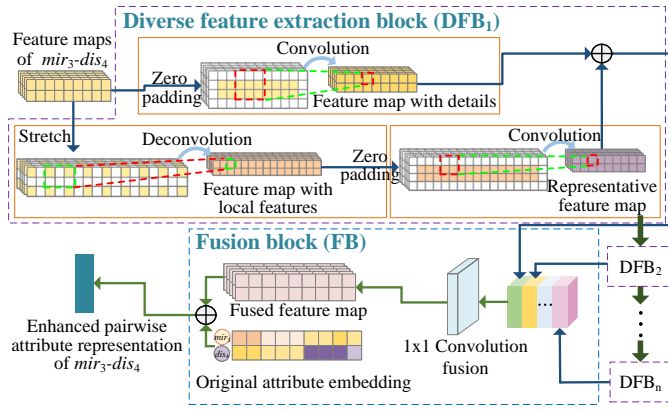 Diverse feature extraction block (DFB₁)
Feature maps
of mir₃-dis₄
Convolution
Zero
padding
Feature map with details
Stretch
Deconvolution
Feature map with
local features
Zero
padding
Convolution
Representative
feature map
Fusion block (FB)
DFB₂
Fused feature map
1x1 Convolution
fusion
...
Enhanced pairwise
attribute representation
of mir₃-dis₄
mir₃
dis₄
Original attribute embedding
DFBₙ